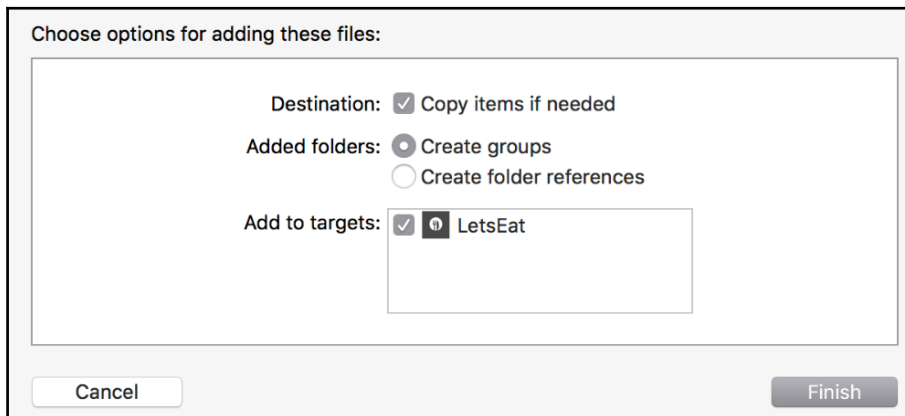 Choose options for adding these files:
Destination: Copy items if needed
Added folders: Create groups
Create folder references
Add to targets: LetsEat
Cancel Finish